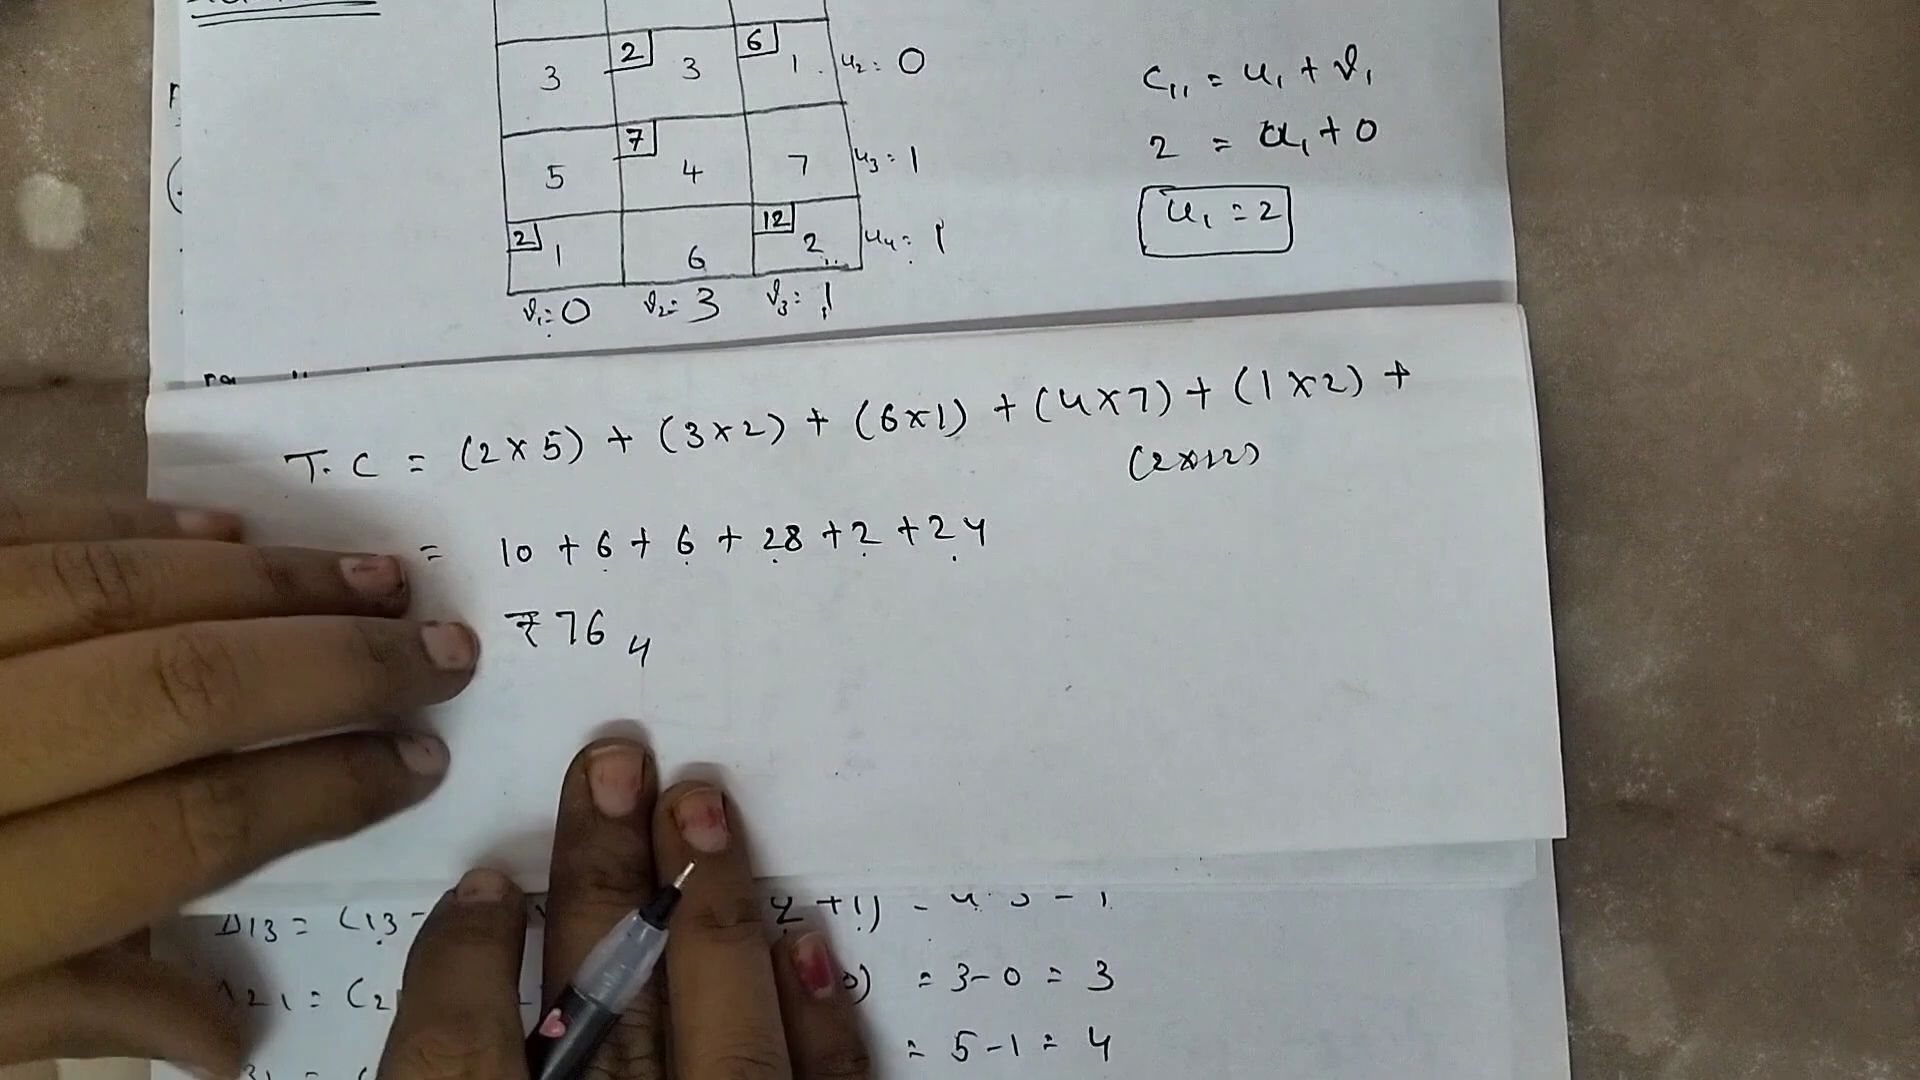 2 3 6 1 u₂ = 0
3
7
5 4 7 u₃ = 1
2 1 6 12 2 u₄ = 1
v₁ = 0 v₂ = 3 v₃ = 1
C₁₁ = u₁ + v₁
2 = u₁ + 0
u₁ = 2
T.C = (2×5) + (3×2) + (6×1) + (4×7) + (1×2) +
(2×12)
= 10 + 6 + 6 + 28 + 2 + 24
₹76
Δ13 = (13-
= 3-0 = 3
= 5-1 = 4